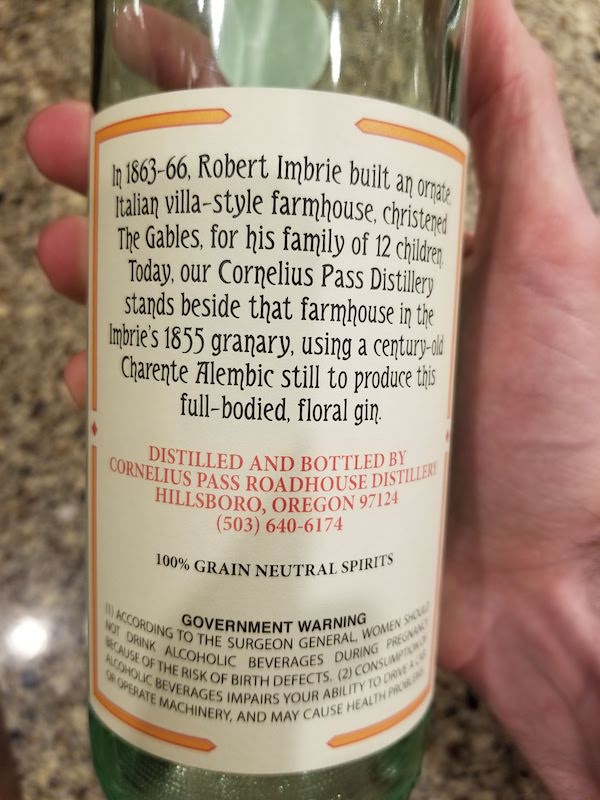 In 1863-66, Robert Imbrie built an ornate,
Italian villa-style farmhouse, christened
The Gables, for his family of 12 children.
Today, our Cornelius Pass Distillery
stands beside that farmhouse in the
Imbrie's 1855 granary, using a century-old
Charente Alembic still to produce this
full-bodied, floral gin.
DISTILLED AND BOTTLED BY
CORNELIUS PASS ROADHOUSE DISTILLERY
HILLSBORO, OREGON 97124
(503) 640-6174
100% GRAIN NEUTRAL SPIRITS
GOVERNMENT WARNING
(1) ACCORDING TO THE SURGEON GENERAL, WOMEN SHOULD
NOT DRINK ALCOHOLIC BEVERAGES DURING PREGNANCY
BECAUSE OF THE RISK OF BIRTH DEFECTS. (2) CONSUMPTION OF
ALCOHOLIC BEVERAGES IMPAIRS YOUR ABILITY TO DRIVE A CAR
OR OPERATE MACHINERY, AND MAY CAUSE HEALTH PROBLEMS.